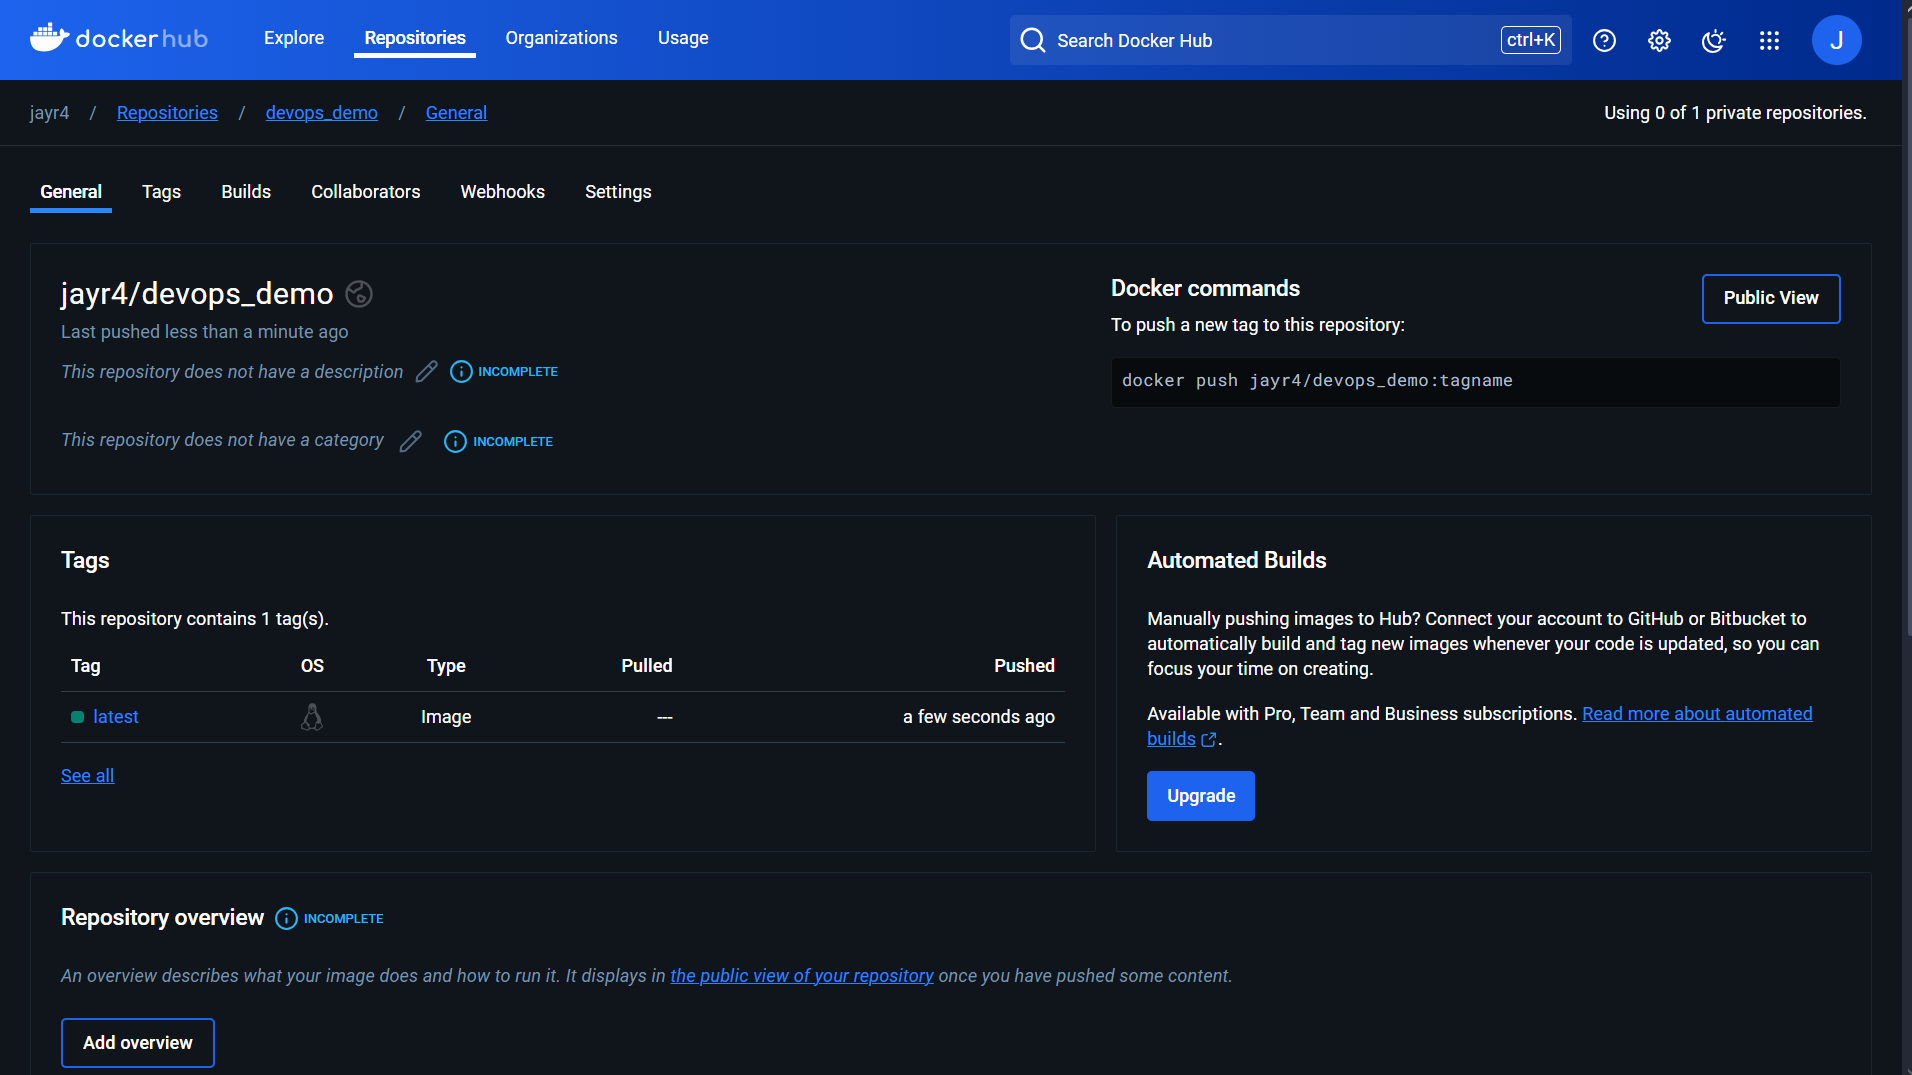 dockerhub
Explore
Repositories
Organizations
Usage
Search Docker Hub
ctrl+K
J
jayr4 / Repositories / devops_demo / General
Using 0 of 1 private repositories.
General
Tags
Builds
Collaborators
Webhooks
Settings
jayr4/devops_demo
Last pushed less than a minute ago
This repository does not have a description
INCOMPLETE
This repository does not have a category
INCOMPLETE
Docker commands
Public View
To push a new tag to this repository:
docker push jayr4/devops_demo:tagname
Tags
This repository contains 1 tag(s).
Tag OS Type Pulled Pushed
latest Image --- a few seconds ago
See all
Automated Builds
Manually pushing images to Hub? Connect your account to GitHub or Bitbucket to
automatically build and tag new images whenever your code is updated, so you can
focus your time on creating.
Available with Pro, Team and Business subscriptions. Read more about automated
builds .
Upgrade
Repository overview
INCOMPLETE
An overview describes what your image does and how to run it. It displays in the public view of your repository once you have pushed some content.
Add overview